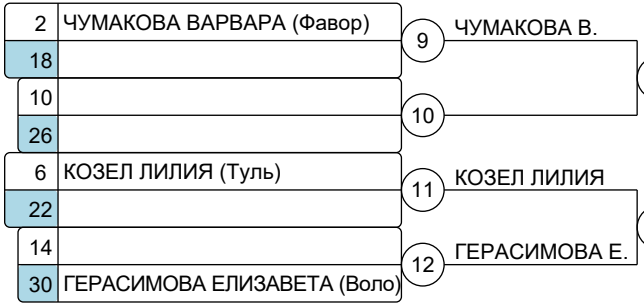 2 ЧУМАКОВА ВАРВАРА (Фавор)
9 ЧУМАКОВА В.
18
10
10
26
6 КОЗЕЛ ЛИЛИЯ (Туль)
11 КОЗЕЛ ЛИЛИЯ
22
14
12 ГЕРАСИМОВА Е.
30 ГЕРАСИМОВА ЕЛИЗАВЕТА (Воло)